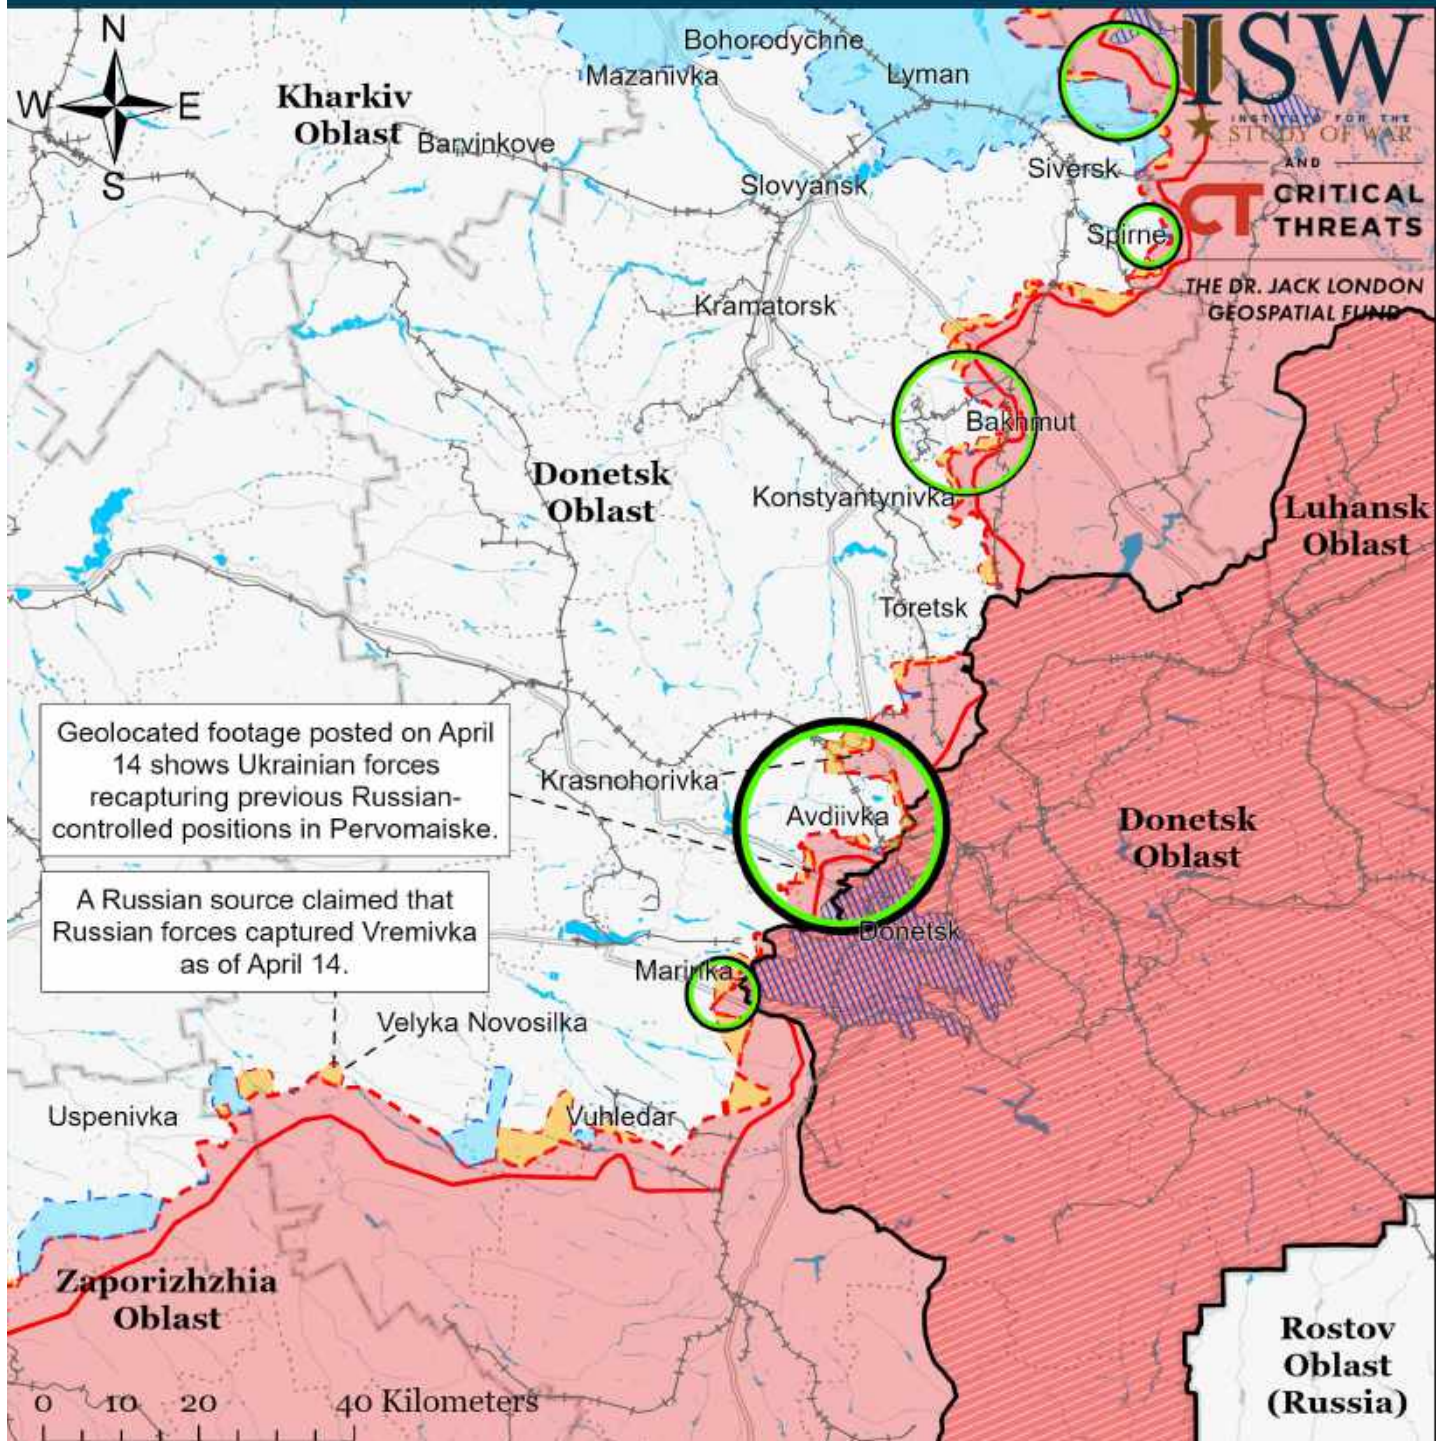 N
W
E
S
Kharkiv
Oblast
Barvinkove
Bohorodychne
Mazanivka
Lyman
Slovyansk
Siversk
Spirne
ISW
INSTITUTE FOR THE
STUDY OF WAR
AND
CT CRITICAL
THREATS
THE DR. JACK LONDON
GEOSPATIAL FUND
Kramatorsk
Bakhmut
Donetsk
Oblast
Konstyantynivka
Luhansk
Oblast
Toretsk
Geolocated footage posted on April
14 shows Ukrainian forces
recapturing previous Russian-
controlled positions in Pervomaiske.
Krasnohorivka
Avdiivka
Donetsk
Oblast
A Russian source claimed that
Russian forces captured Vremivka
as of April 14.
Donetsk
Marinka
Velyka Novosilka
Uspenivka
Vuhledar
Zaporizhzhia
Oblast
Rostov
Oblast
(Russia)
0 10 20 40 Kilometers